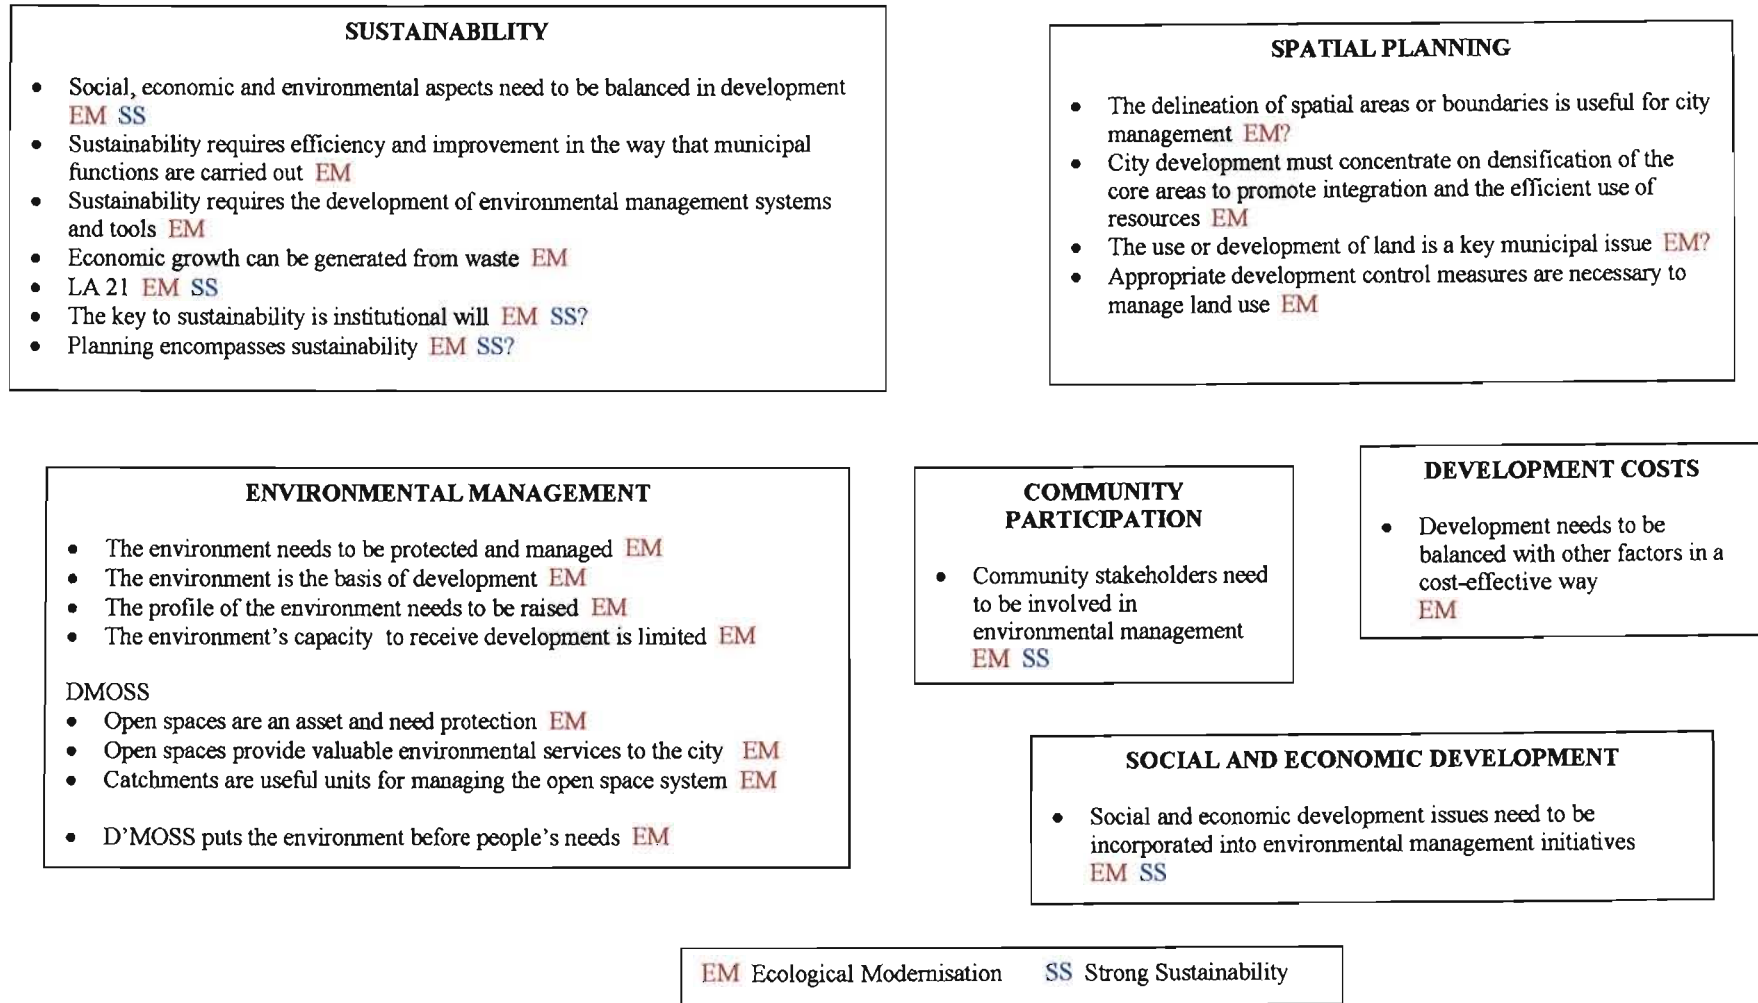 SUSTAINABILITY
• Social, economic and environmental aspects need to be balanced in development
EM SS
• Sustainability requires efficiency and improvement in the way that municipal
functions are carried out EM
• Sustainability requires the development of environmental management systems
and tools EM
• Economic growth can be generated from waste EM
• LA 21 EM SS
• The key to sustainability is institutional will EM SS?
• Planning encompasses sustainability EM SS?
SPATIAL PLANNING
• The delineation of spatial areas or boundaries is useful for city
management EM?
• City development must concentrate on densification of the
core areas to promote integration and the efficient use of
resources EM
• The use or development of land is a key municipal issue EM?
• Appropriate development control measures are necessary to
manage land use EM
ENVIRONMENTAL MANAGEMENT
• The environment needs to be protected and managed EM
• The environment is the basis of development EM
• The profile of the environment needs to be raised EM
• The environment's capacity to receive development is limited EM
DMOSS
• Open spaces are an asset and need protection EM
• Open spaces provide valuable environmental services to the city EM
• Catchments are useful units for managing the open space system EM
• D'MOSS puts the environment before people's needs EM
COMMUNITY
PARTICIPATION
• Community stakeholders need
to be involved in
environmental management
EM SS
DEVELOPMENT COSTS
• Development needs to be
balanced with other factors in a
cost-effective way
EM
SOCIAL AND ECONOMIC DEVELOPMENT
• Social and economic development issues need to be
incorporated into environmental management initiatives
EM SS
EM Ecological Modernisation SS Strong Sustainability